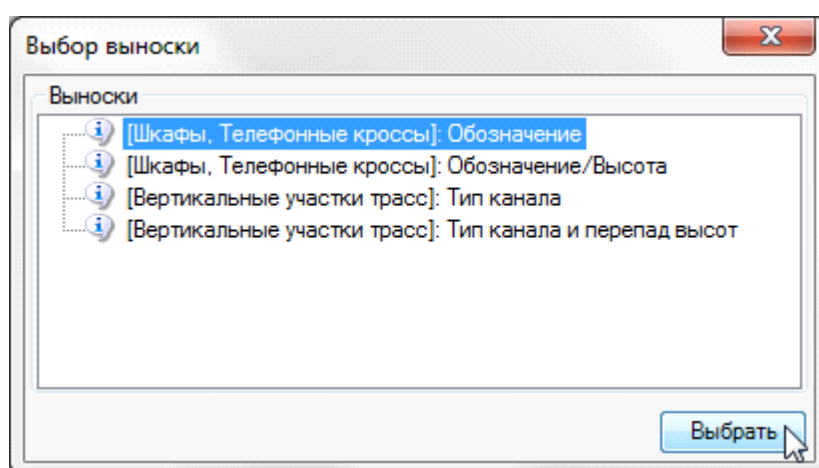 Выбор выноски
Выноски
[Шкафы, Телефонные кроссы]: Обозначение
[Шкафы, Телефонные кроссы]: Обозначение/Высота
[Вертикальные участки трасс]: Тип канала
[Вертикальные участки трасс]: Тип канала и перепад высот
Выбрать